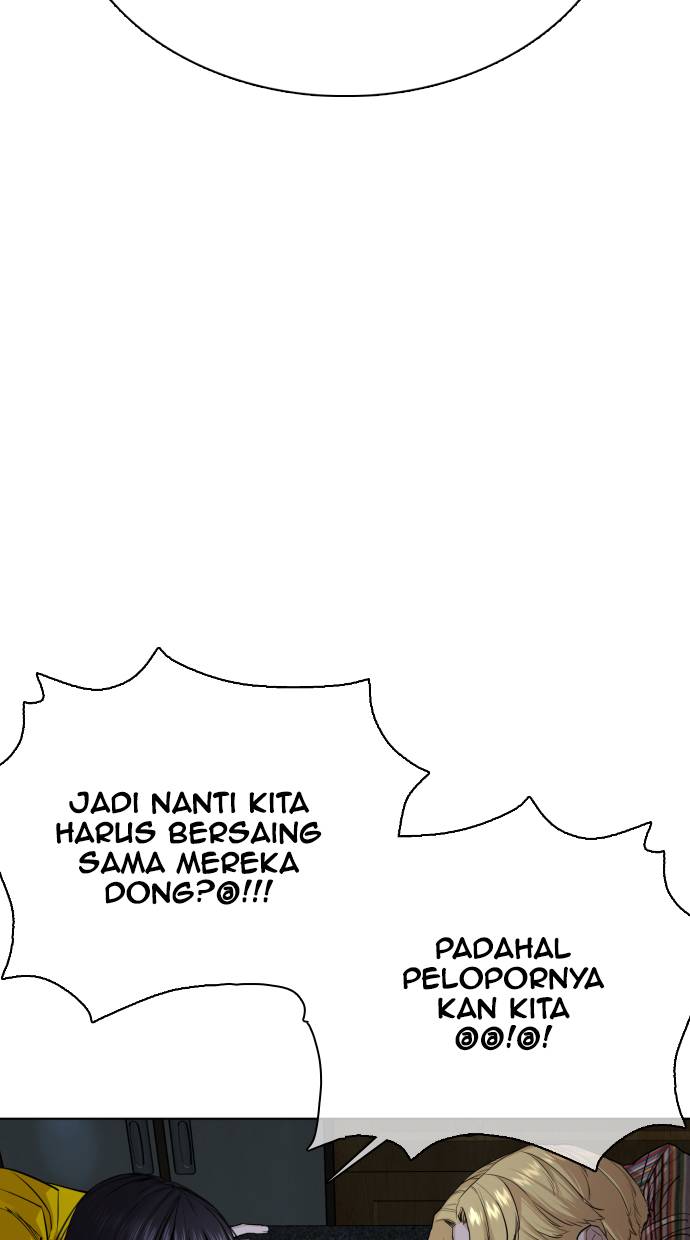 JADI NANTI KITA
HARUS BERSAING
SAMA MEREKA
DONG?@!!!
PADAHAL
PELOPORNYA
KAN KITA
@@!@!